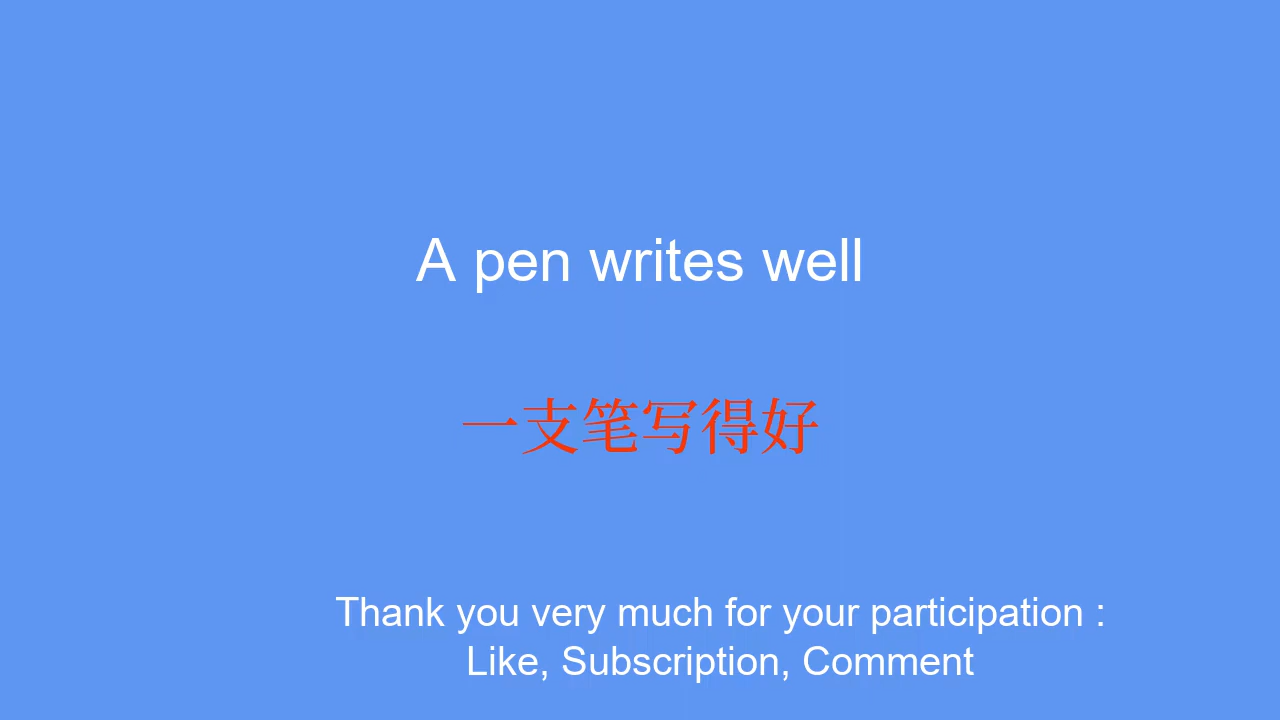 A pen writes well
一支笔写得好
Thank you very much for your participation :
Like, Subscription, Comment